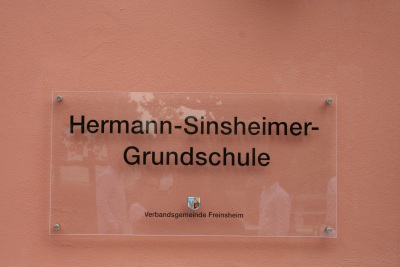 Hermann-Sinsheimer-
Grundschule
Verbandsgemeinde Freinsheim